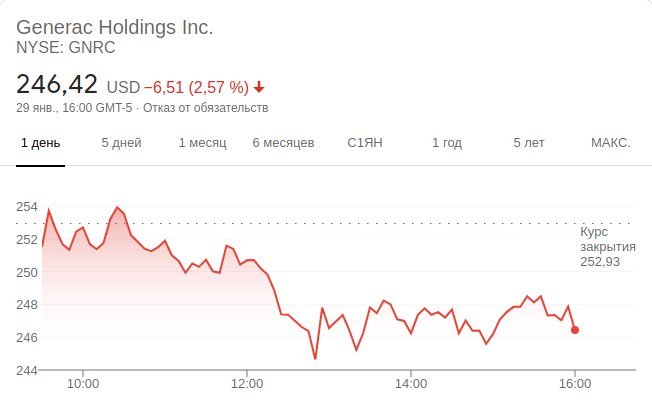 Generac Holdings Inc.
NYSE: GNRC
246,42 USD −6,51 (2,57 %)
29 янв., 16:00 GMT-5 · Отказ от обязательств
1 день 5 дней 1 месяц 6 месяцев С1ЯН 1 год 5 лет МАКС.
254
252
250
248
246
244
Курс
закрытия
252,93
10:00 12:00 14:00 16:00